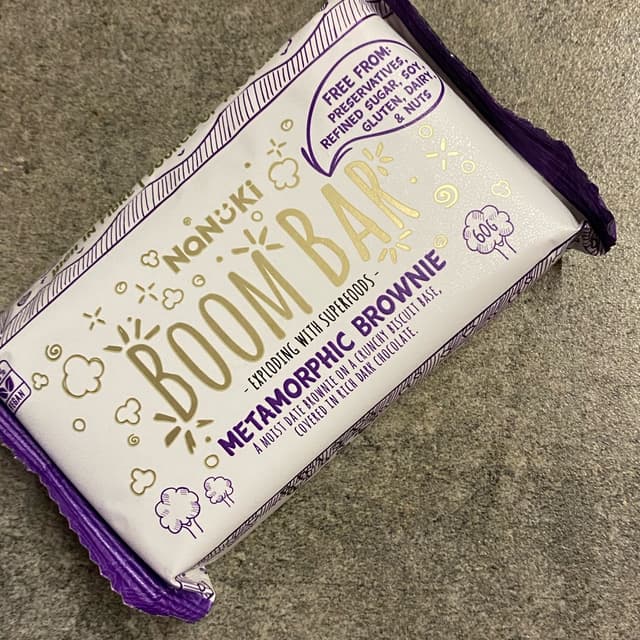 FREE FROM:
PRESERVATIVES,
REFINED SUGAR, SOY,
GLUTEN, DAIRY
& NUTS
NANUKI
®
BOOM BAR
- EXPLODING WITH SUPERFOODS -
60G
METAMORPHIC BROWNIE
A MOIST DATE BROWNIE ON A CRUNCHY BISCUIT BASE,
COVERED IN RICH DARK CHOCOLATE.